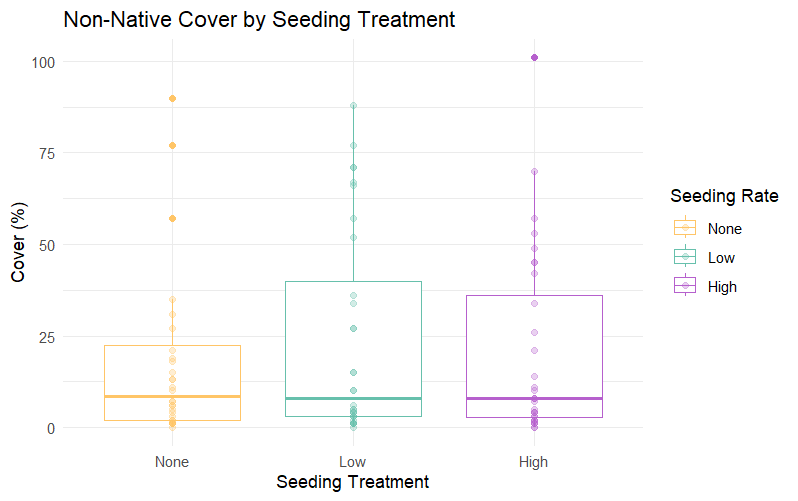 Non-Native Cover by Seeding Treatment
Cover (%)
100
75
50
25
0
None
Low
High
Seeding Treatment
Seeding Rate
None
Low
High